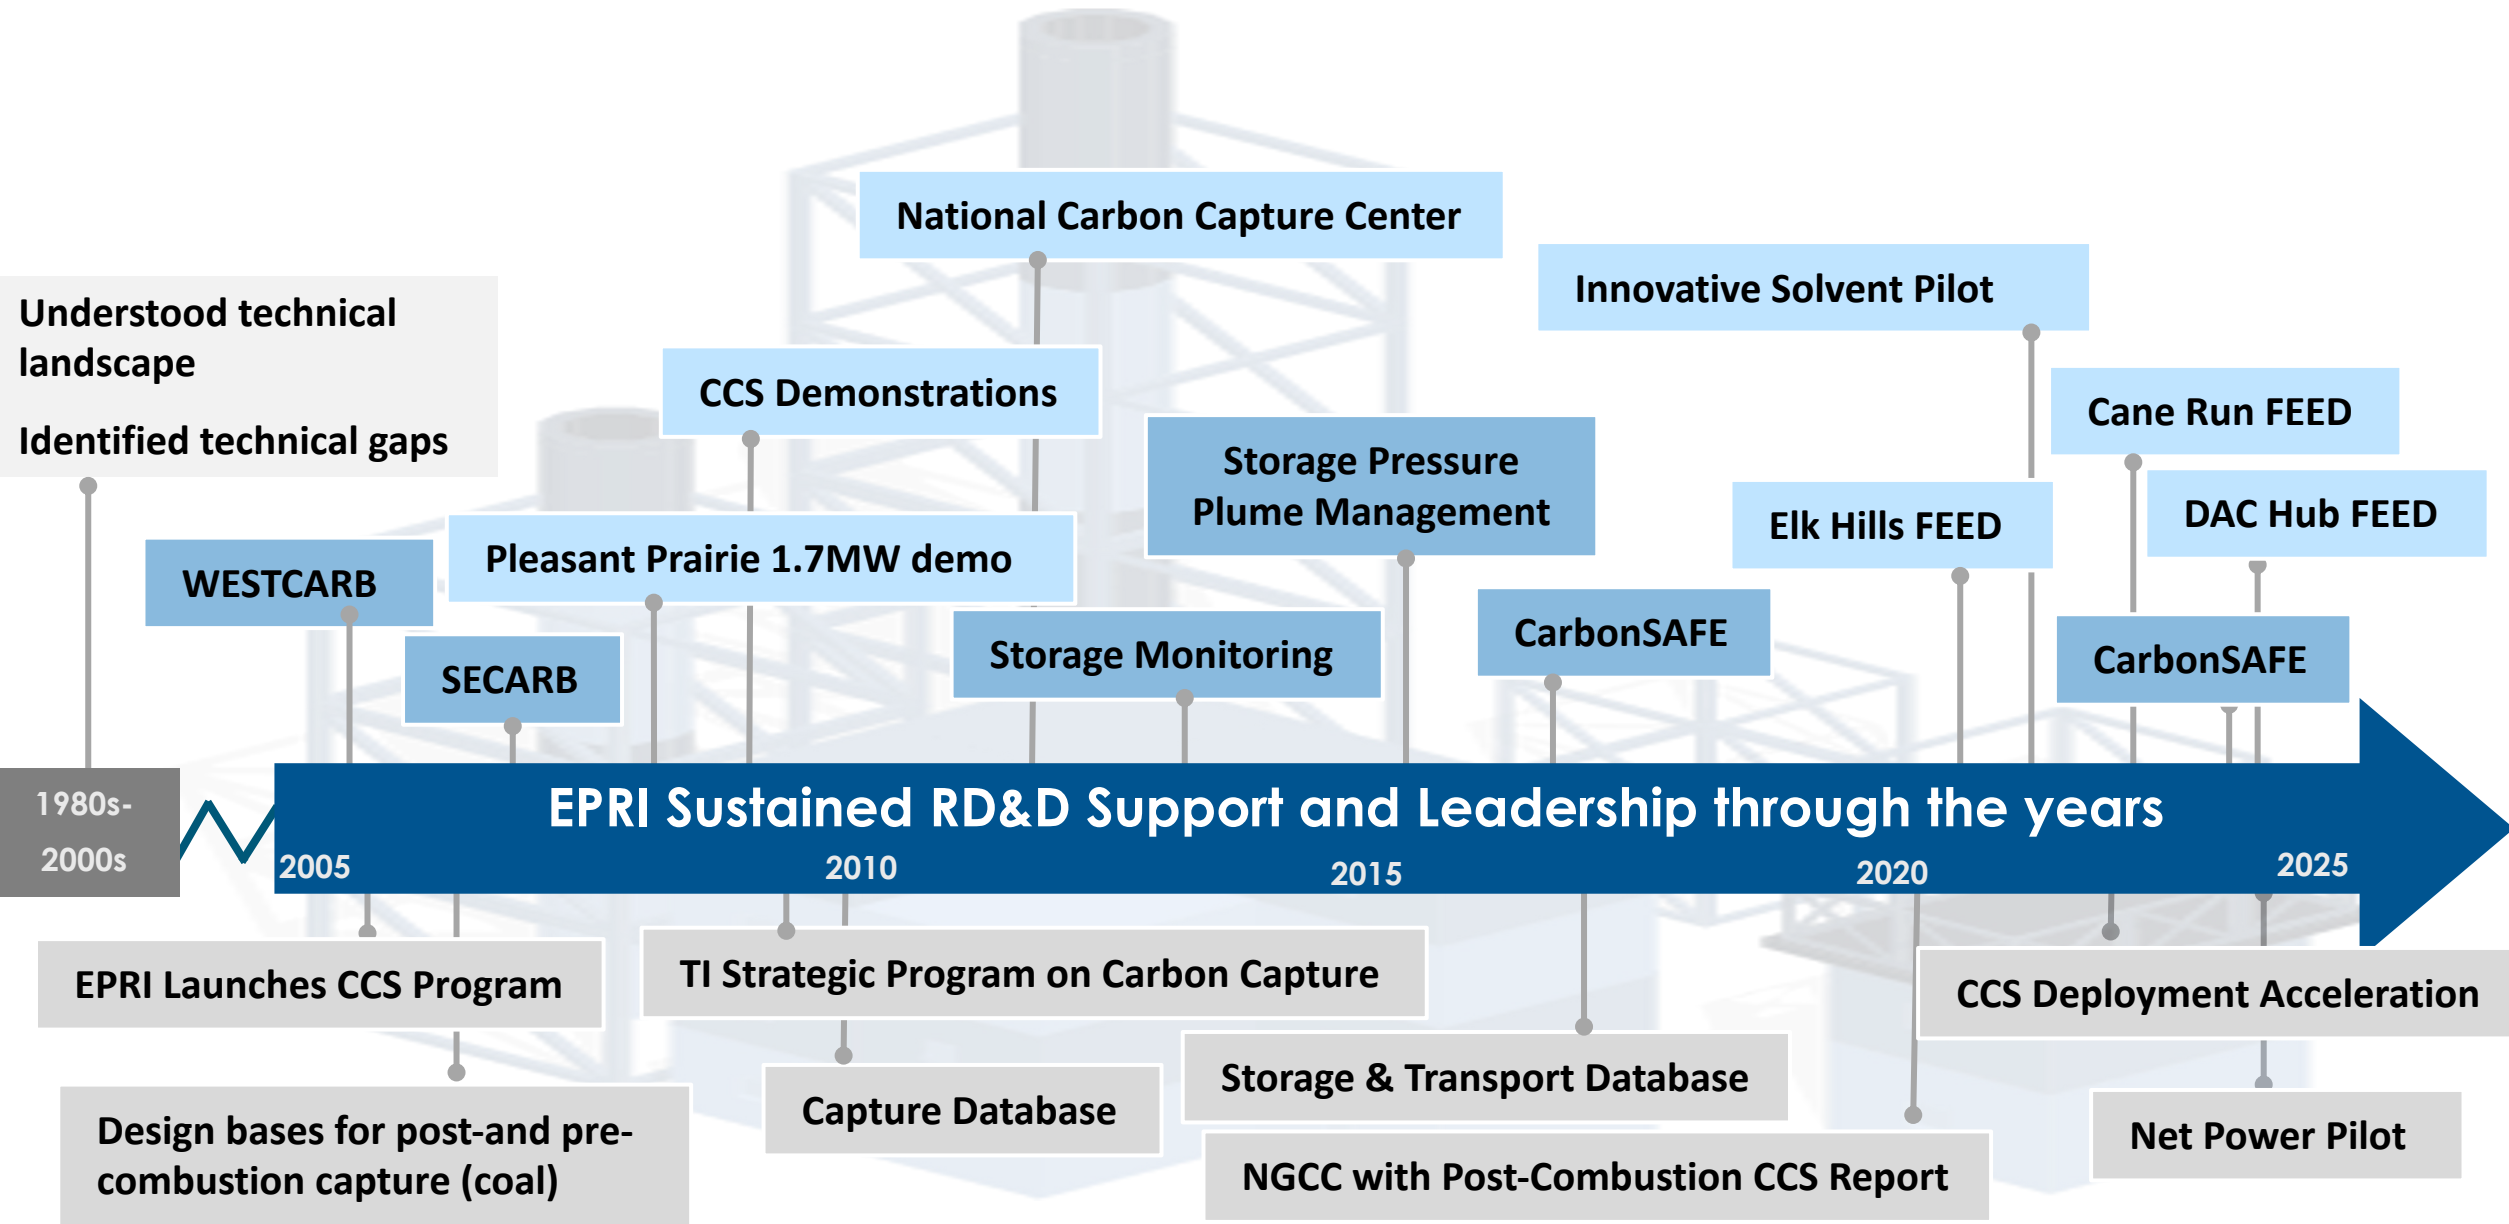 National Carbon Capture Center
Innovative Solvent Pilot
Understood technical
landscape
Identified technical gaps
CCS Demonstrations
Cane Run FEED
Storage Pressure
Plume Management
Elk Hills FEED
DAC Hub FEED
Pleasant Prairie 1.7MW demo
WESTCARB
CarbonSAFE
Storage Monitoring
CarbonSAFE
SECARB
1980s-
2000s
EPRI Sustained RD&D Support and Leadership through the years
2005
2010
2015
2020
2025
EPRI Launches CCS Program
TI Strategic Program on Carbon Capture
CCS Deployment Acceleration
Storage & Transport Database
Capture Database
Design bases for post-and pre-
combustion capture (coal)
Net Power Pilot
NGCC with Post-Combustion CCS Report